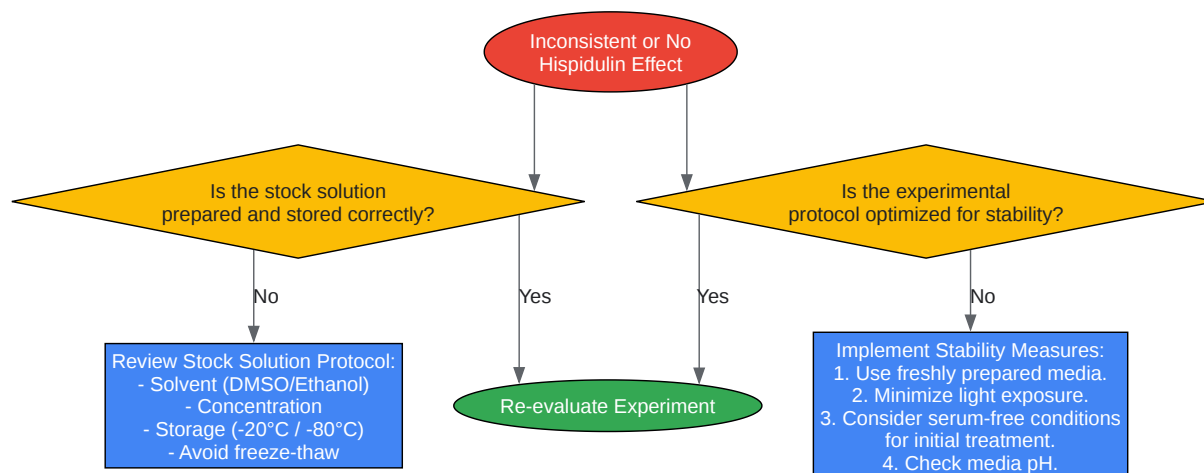 Inconsistent or No
Hispidulin Effect
Is the stock solution
prepared and stored correctly?
Is the experimental
protocol optimized for stability?
No
Yes
Yes
No
Review Stock Solution Protocol:
- Solvent (DMSO/Ethanol)
- Concentration
- Storage (-20°C / -80°C)
- Avoid freeze-thaw
Re-evaluate Experiment
Implement Stability Measures:
1. Use freshly prepared media.
2. Minimize light exposure.
3. Consider serum-free conditions
for initial treatment.
4. Check media pH.